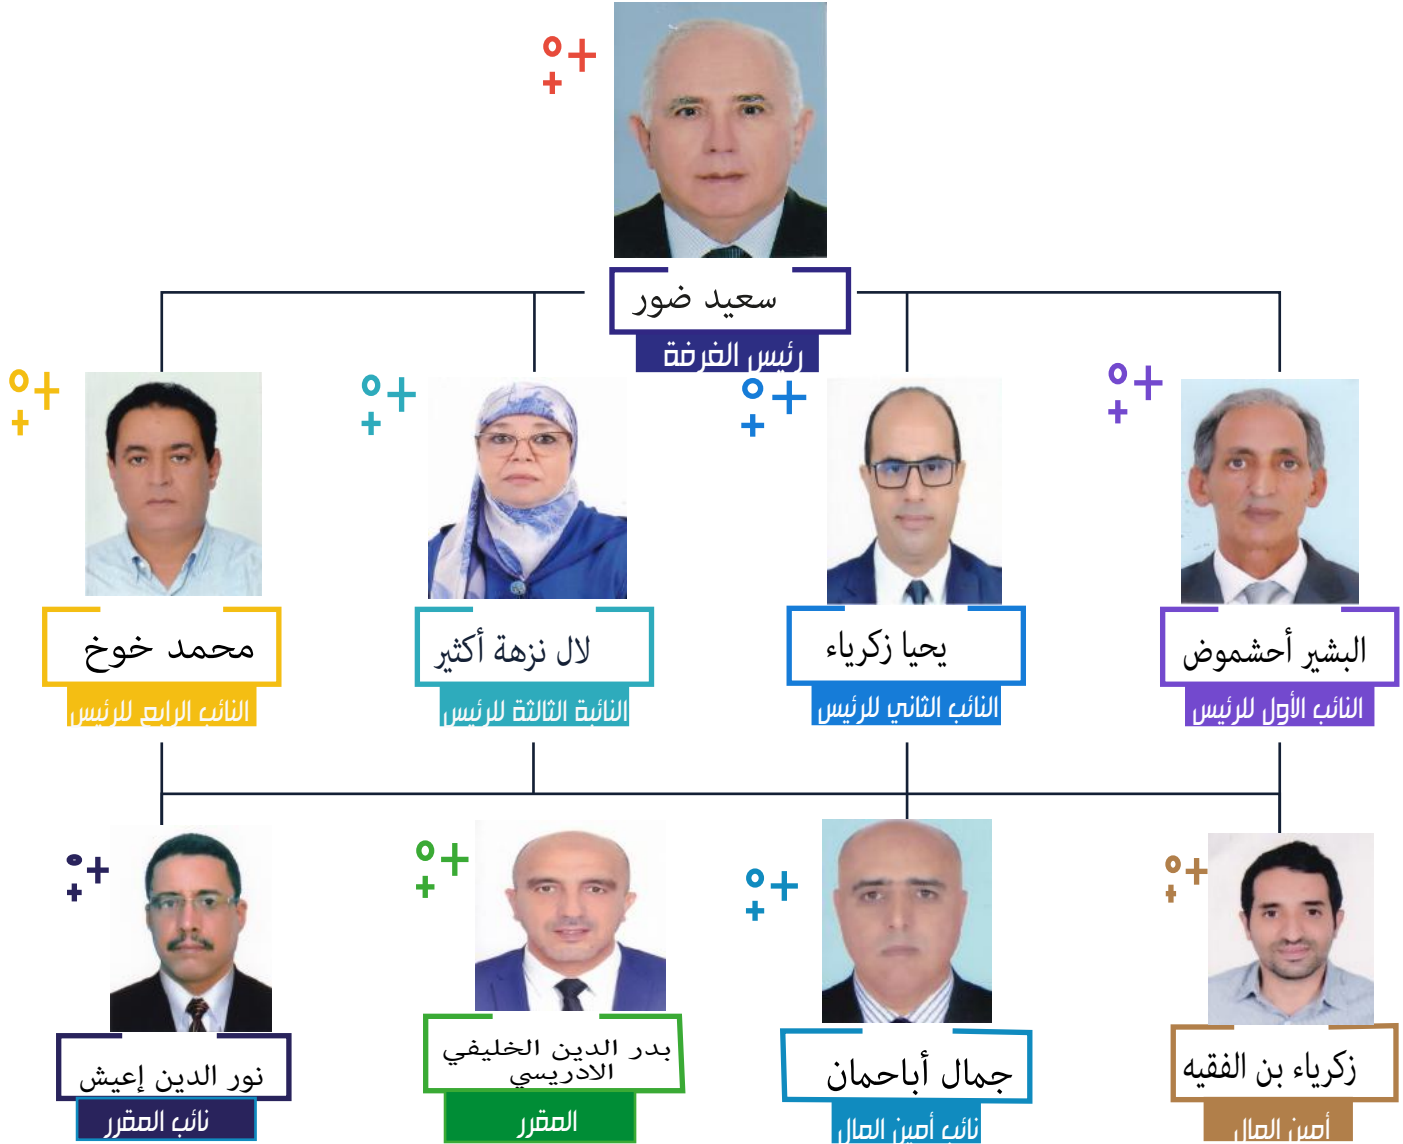 سعيد ضور
رئيس الغرفة
البشير أحشموض
النائب الأول للرئيس
يحيا زكرياء
النائب الثاني للرئيس
لال نزهة أكثير
النائبة الثالثة للرئيس
محمد خوخ
النائب الرابع للرئيس
زكرياء بن الفقيه
أمين المال
جمال أباحمان
نائب أمين المال
بدر الدين الخليفي
الادريسي
المقرر
نور الدين إعيش
نائب المقرر